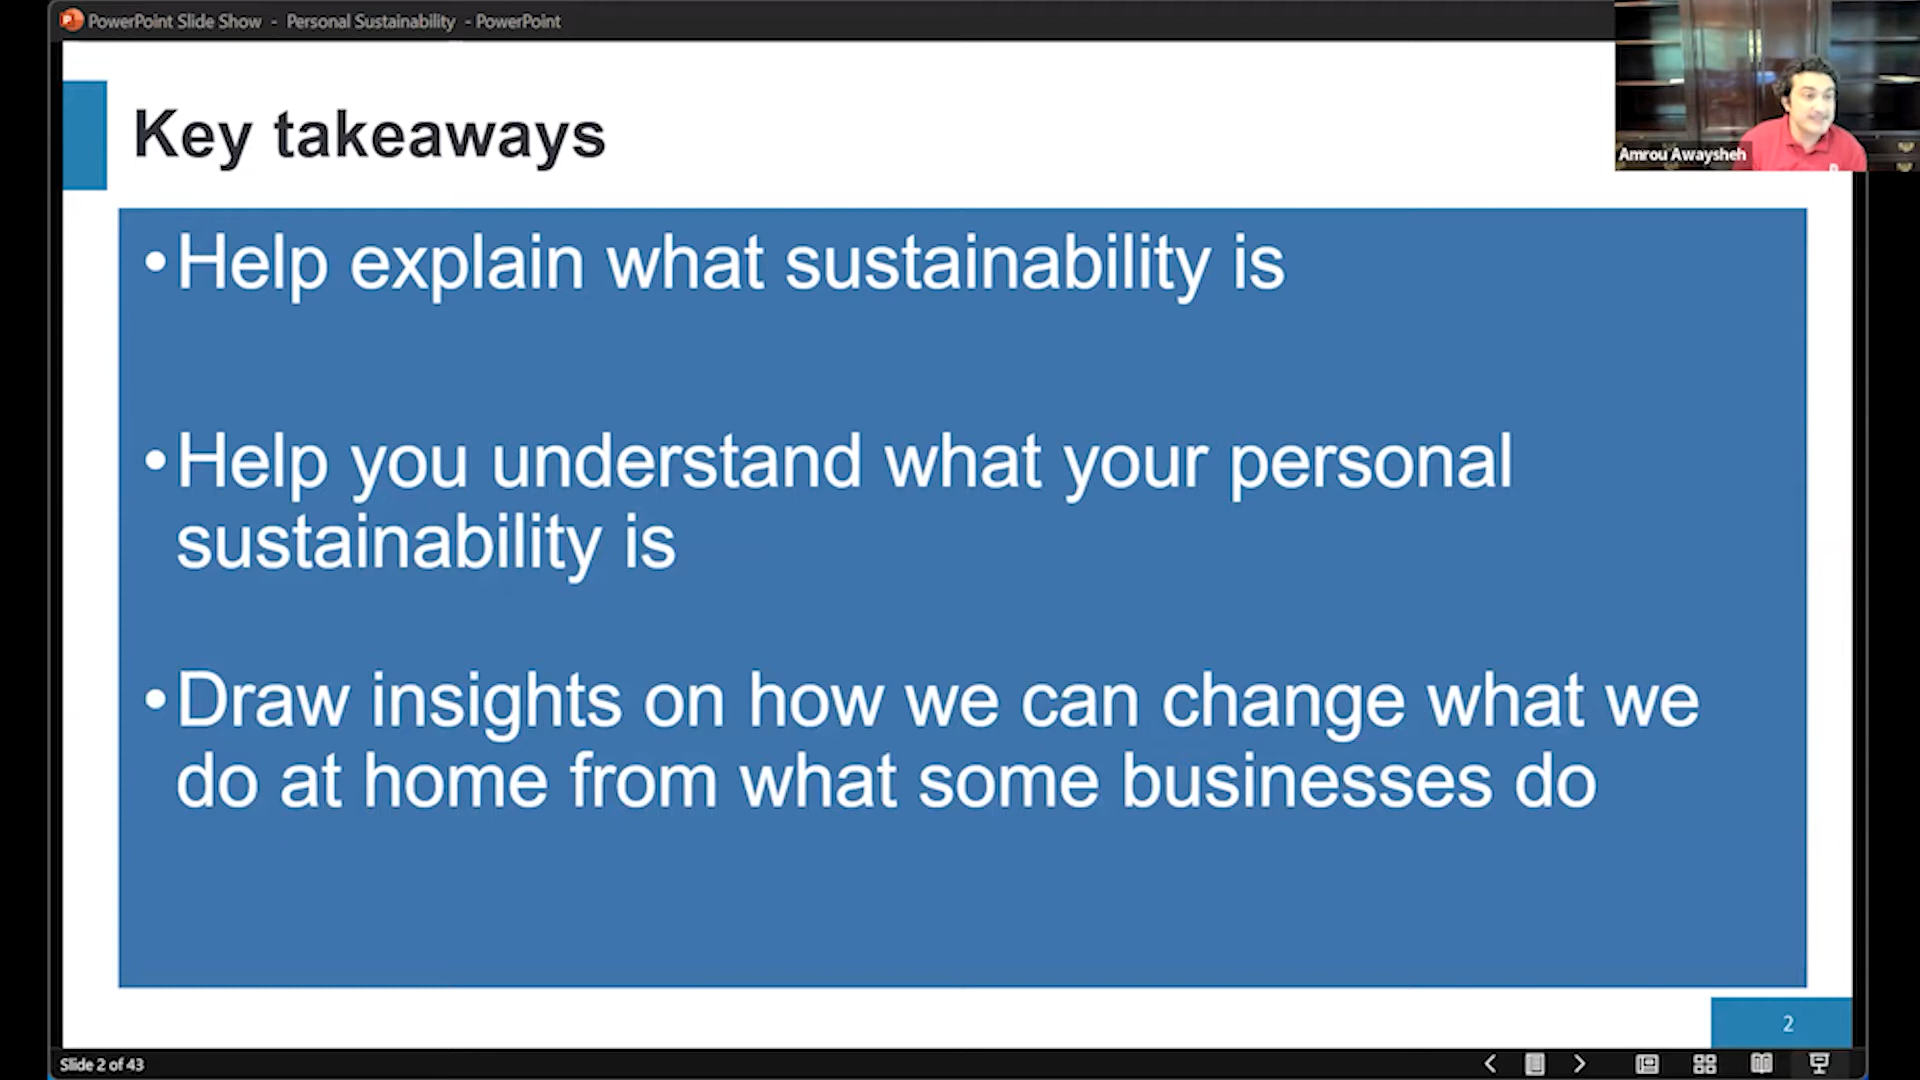 PowerPoint Slide Show - Personal Sustainability - PowerPoint
Amrou Awaysheh
Key takeaways
•Help explain what sustainability is
•Help you understand what your personal
sustainability is
•Draw insights on how we can change what we
do at home from what some businesses do
2
Slide 2 of 43